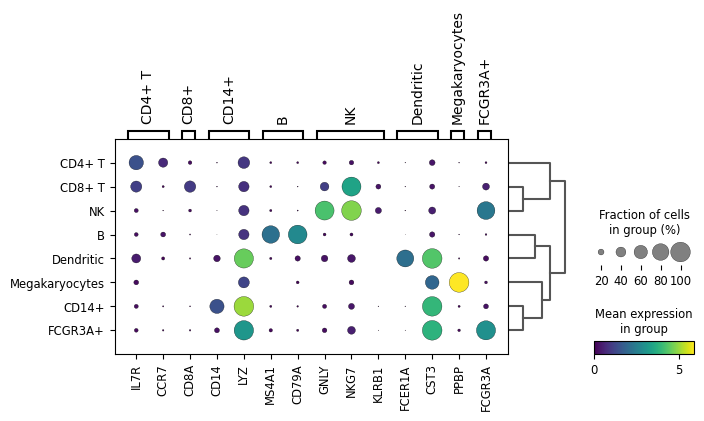 CD4+ T
CD8+
CD14+
B
NK
Dendritic
Megakaryocytes
FCGR3A+
CD4+ T
CD8+ T
NK
B
Dendritic
Megakaryocytes
CD14+
FCGR3A+
IL7R
CCR7
CD8A
CD14
LYZ
MS4A1
CD79A
GNLY
NKG7
KLRB1
FCER1A
CST3
PPBP
FCGR3A
Fraction of cells
in group (%)
20 40 60 80 100
Mean expression
in group
0 5